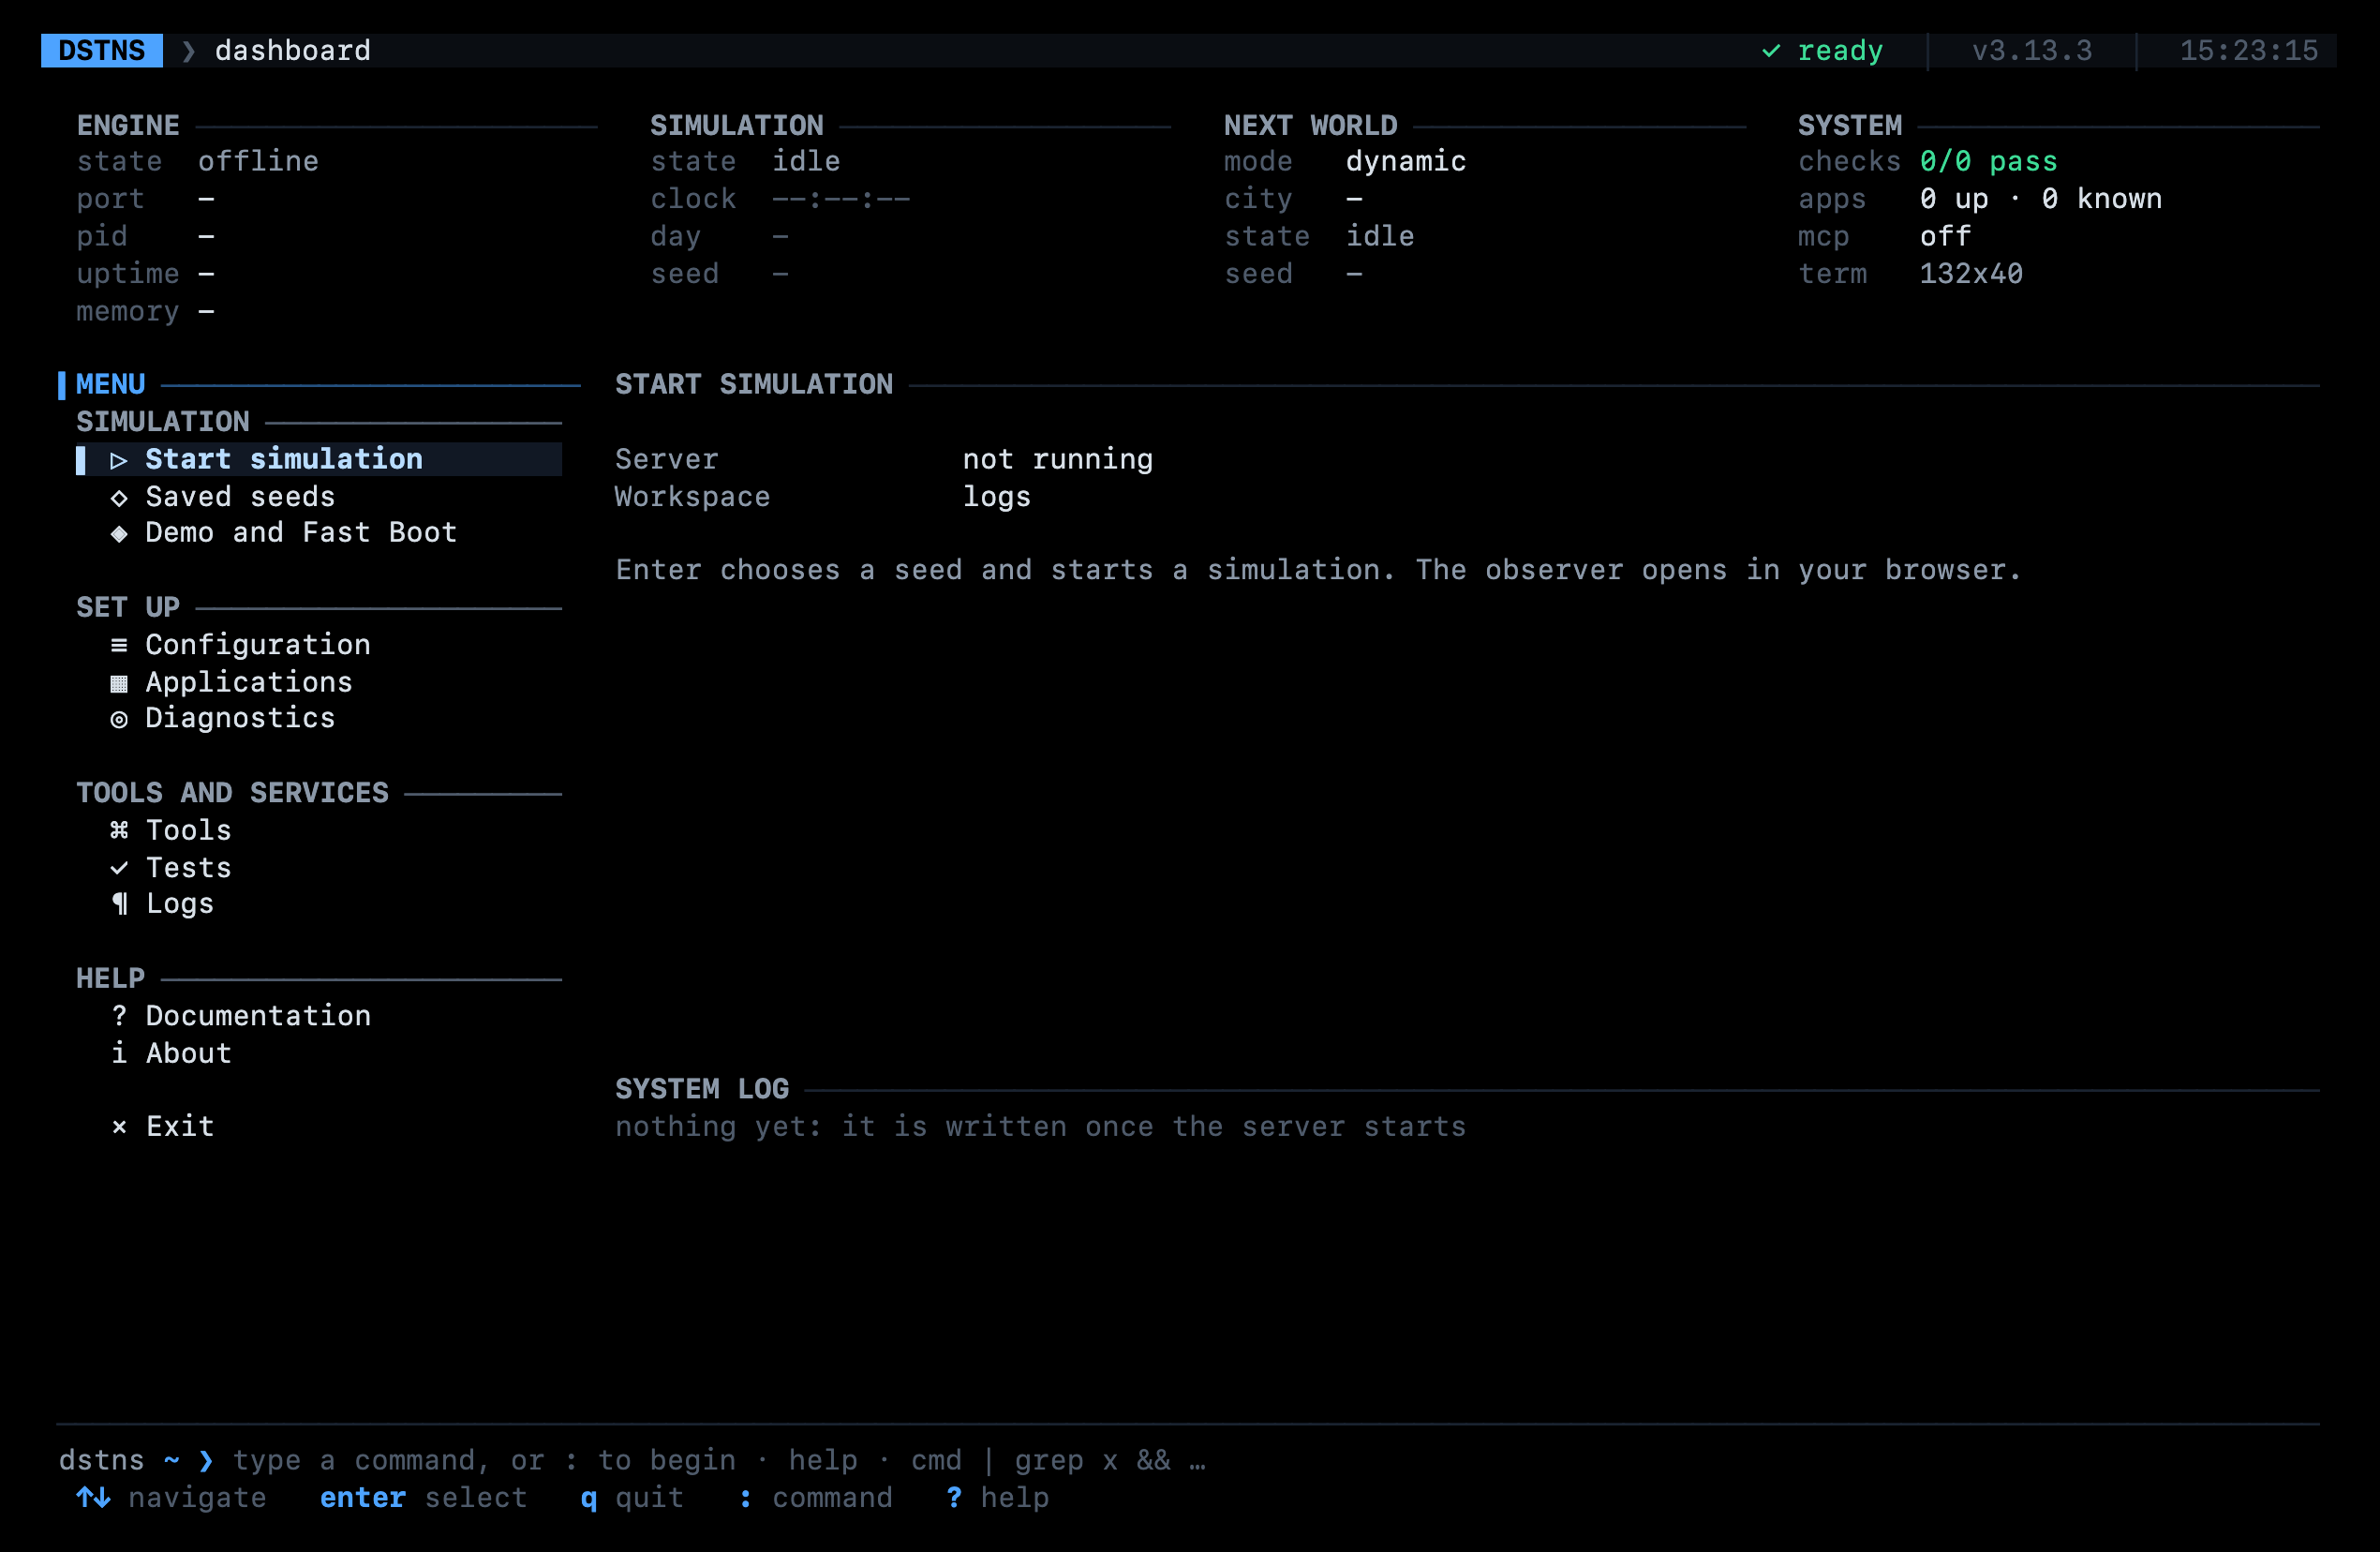 DSTNS ❯ dashboard ✓ ready │ v3.13.3 │ 15:23:15
ENGINE SIMULATION NEXT WORLD SYSTEM
state offline state idle mode dynamic checks 0/0 pass
port — clock ——:——:—— city — apps 0 up · 0 known
pid — day — state idle mcp off
uptime — seed — seed — term 132x40
memory —
MENU START SIMULATION
SIMULATION
▷ Start simulation Server not running
◇ Saved seeds Workspace logs
◈ Demo and Fast Boot
Enter chooses a seed and starts a simulation. The observer opens in your browser.
SET UP
≡ Configuration
▦ Applications
◎ Diagnostics
TOOLS AND SERVICES
⌘ Tools
✓ Tests
¶ Logs
HELP
? Documentation
i About
SYSTEM LOG
× Exit nothing yet: it is written once the server starts
dstns ~ ❯ type a command, or : to begin · help · cmd | grep x && …
↑↓ navigate enter select q quit : command ? help